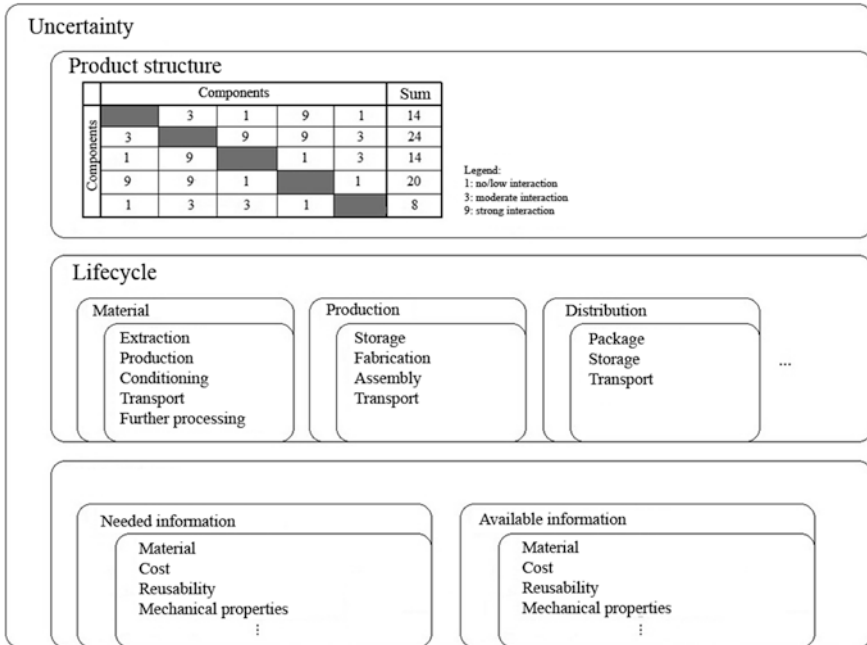 Uncertainty
Product structure
Components Sum
Components
3 1 9 1 14
3 9 9 3 24
1 9 1 3 14
9 9 1 1 20
1 3 3 1 8
Legend:
1: no/low interaction
3: moderate interaction
9: strong interaction
Lifecycle
Material
Extraction
Production
Conditioning
Transport
Further processing
Production
Storage
Fabrication
Assembly
Transport
Distribution
Package
Storage
Transport
...
Needed information
Material
Cost
Reusability
Mechanical properties
⋮
Available information
Material
Cost
Reusability
Mechanical properties
⋮